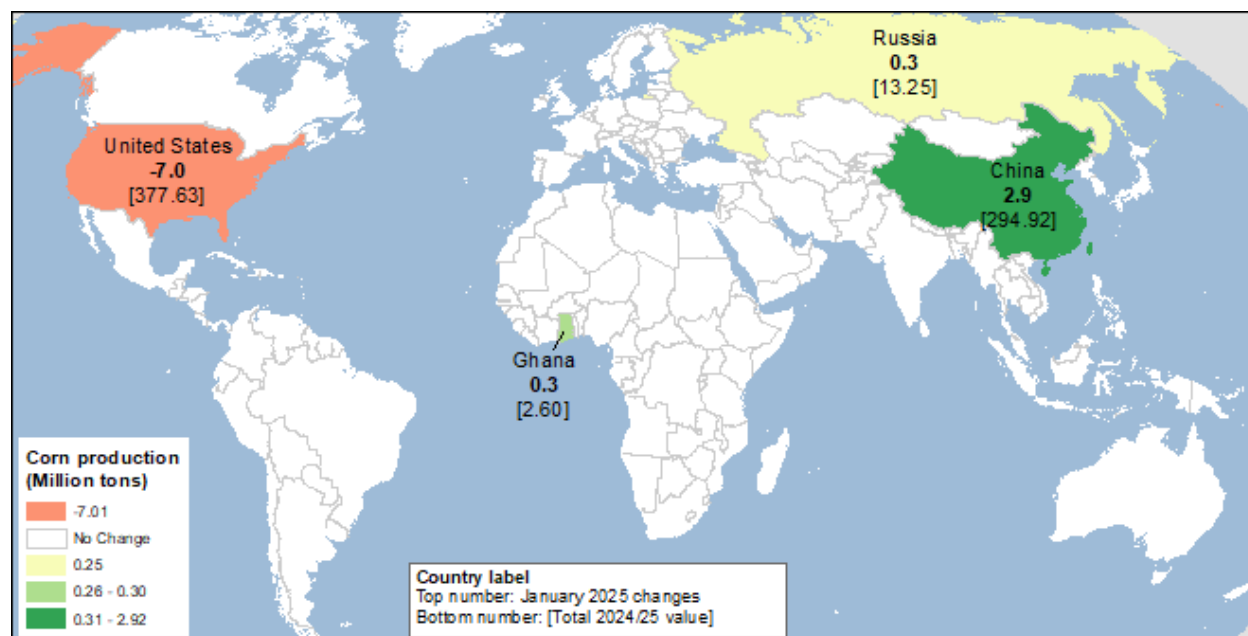 Russia
0.3
[13.25]
United States
-7.0
[377.63]
China
2.9
[294.92]
Ghana
0.3
[2.60]
Corn production
(Million tons)
-7.01
No Change
0.25
0.26 - 0.30
0.31 - 2.92
Country label
Top number: January 2025 changes
Bottom number: [Total 2024/25 value]